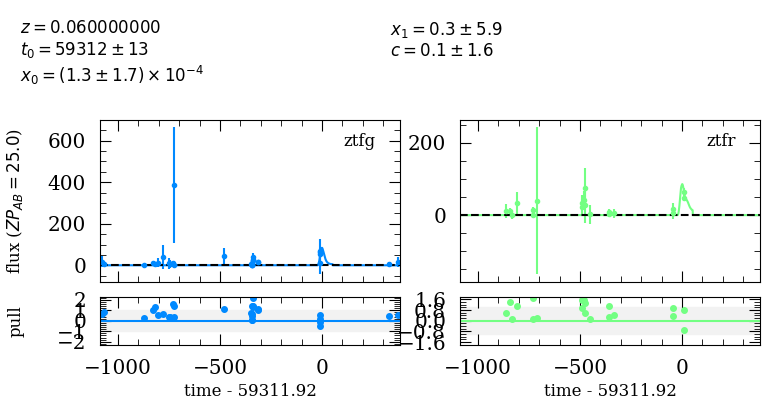 z = 0.060000000
t₀ = 59312 ± 13
x₀ = (1.3 ± 1.7) × 10⁻⁴
x₁ = 0.3 ± 5.9
c = 0.1 ± 1.6
flux (ZP_AB = 25.0)
600
400
200
0
ztfg
200
0
ztfr
pull
2
1
0
−1
−2
1.6
0.8
0.0
−0.8
−1.6
−1000
−500
0
−1000
−500
0
time - 59311.92
time - 59311.92